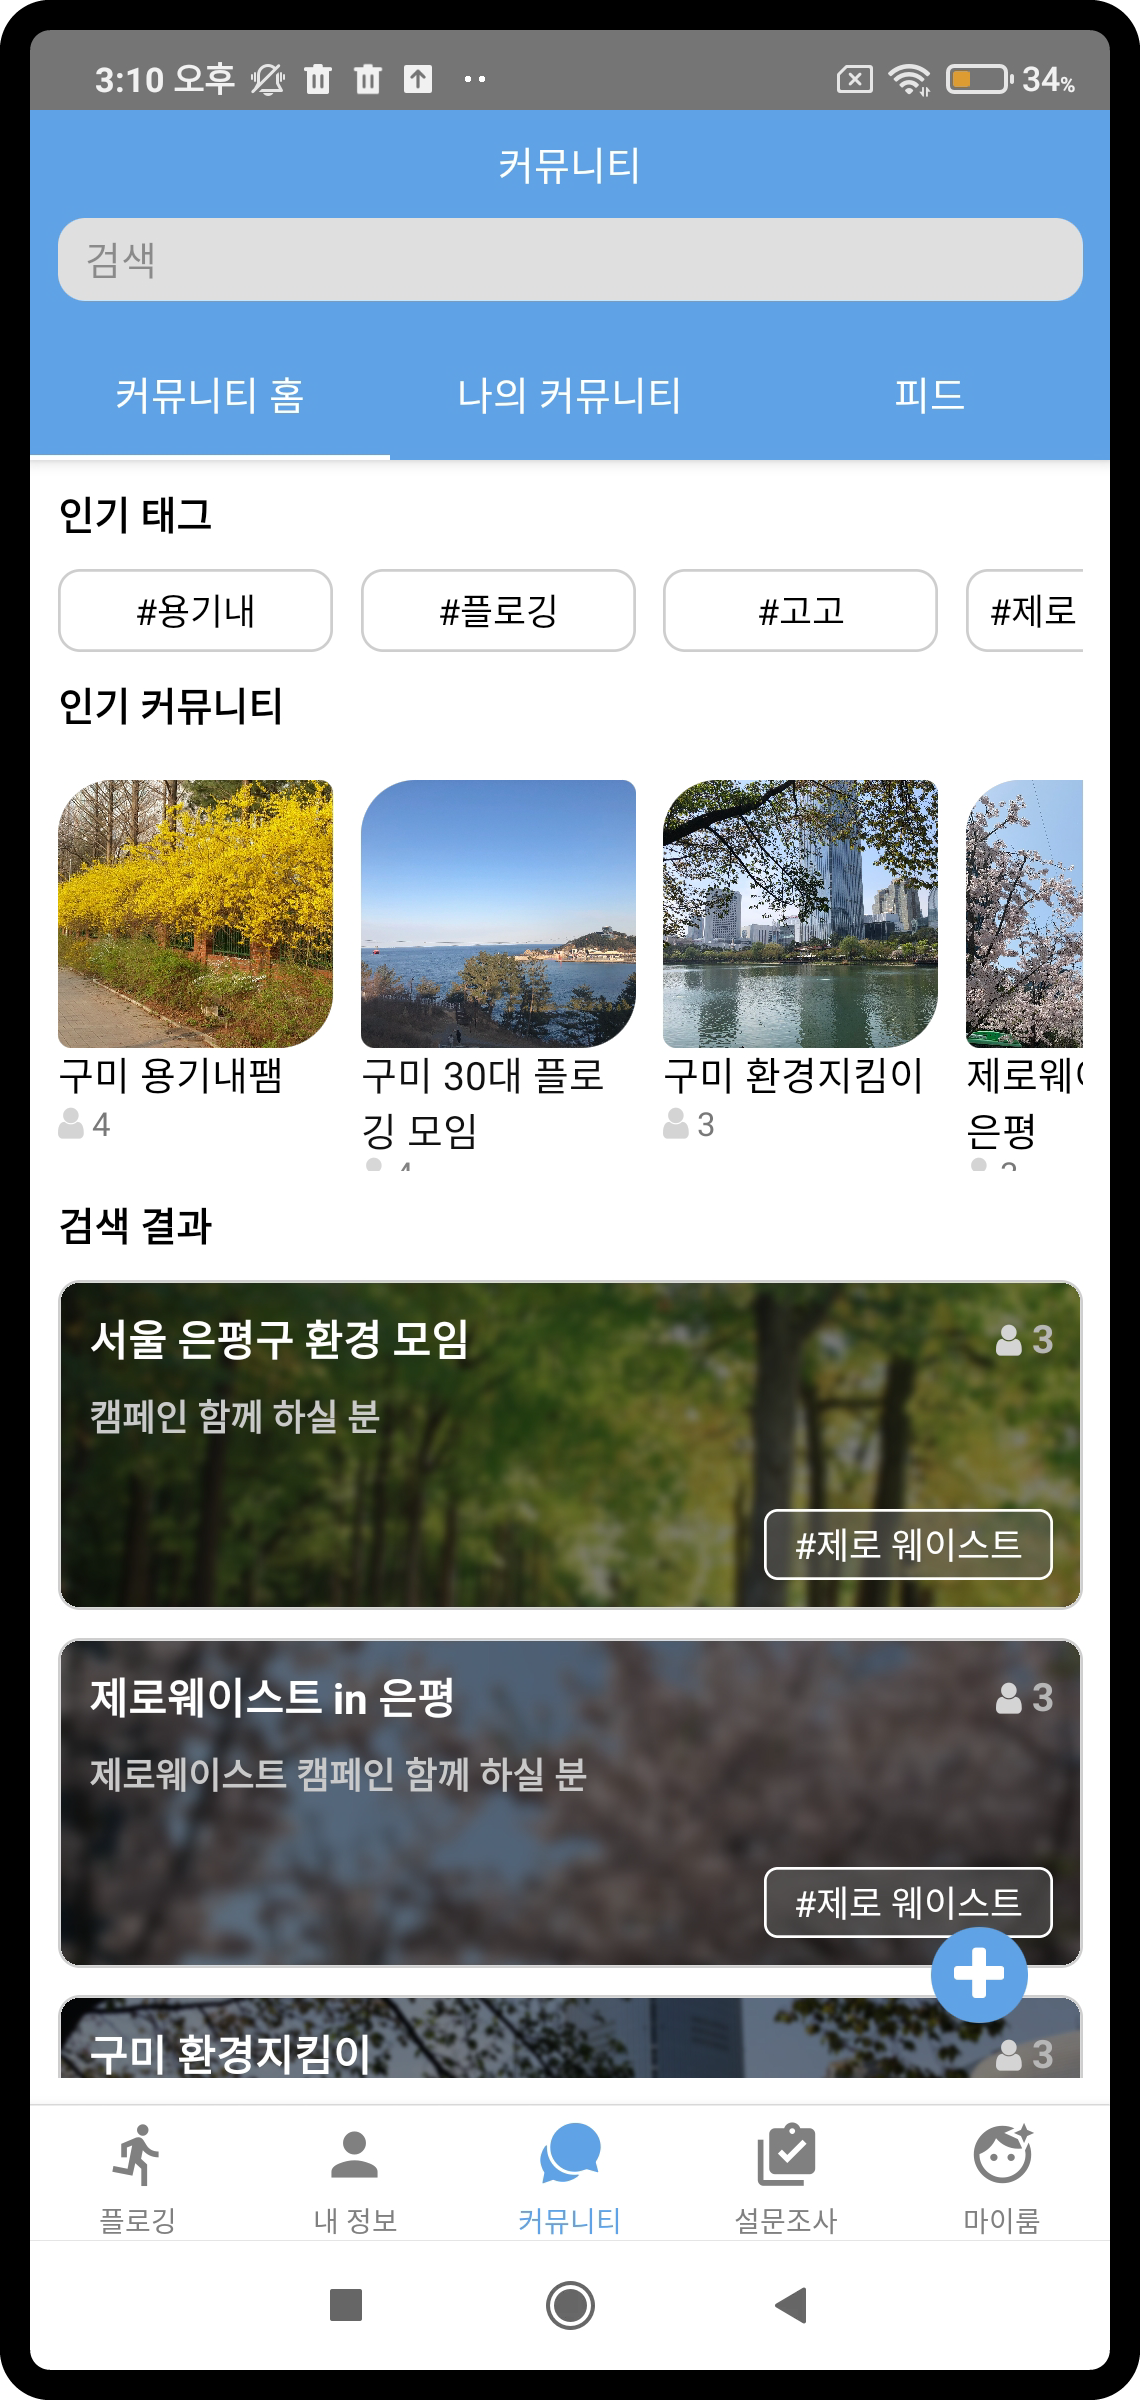 3:10 오후
34%
커뮤니티
검색
커뮤니티 홈
나의 커뮤니티
피드
인기 태그
#용기내
#플로깅
#고고
#제로
인기 커뮤니티
구미 용기내팸
4
구미 30대 플로
깅 모임
4
구미 환경지킴이
3
제로웨이
은평
검색 결과
서울 은평구 환경 모임
3
캠페인 함께 하실 분
#제로 웨이스트
제로웨이스트 in 은평
3
제로웨이스트 캠페인 함께 하실 분
#제로 웨이스트
구미 환경지킴이
3
플로깅
내 정보
커뮤니티
설문조사
마이룸